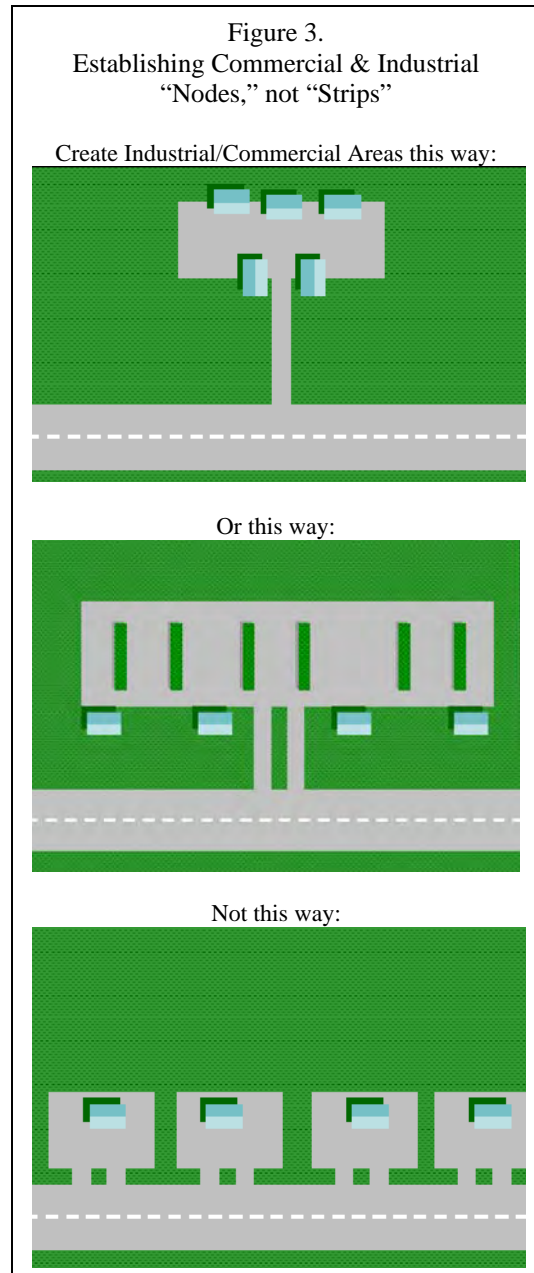 Figure 3.
Establishing Commercial & Industrial
“Nodes,” not “Strips”
Create Industrial/Commercial Areas this way:
Or this way:
Not this way: